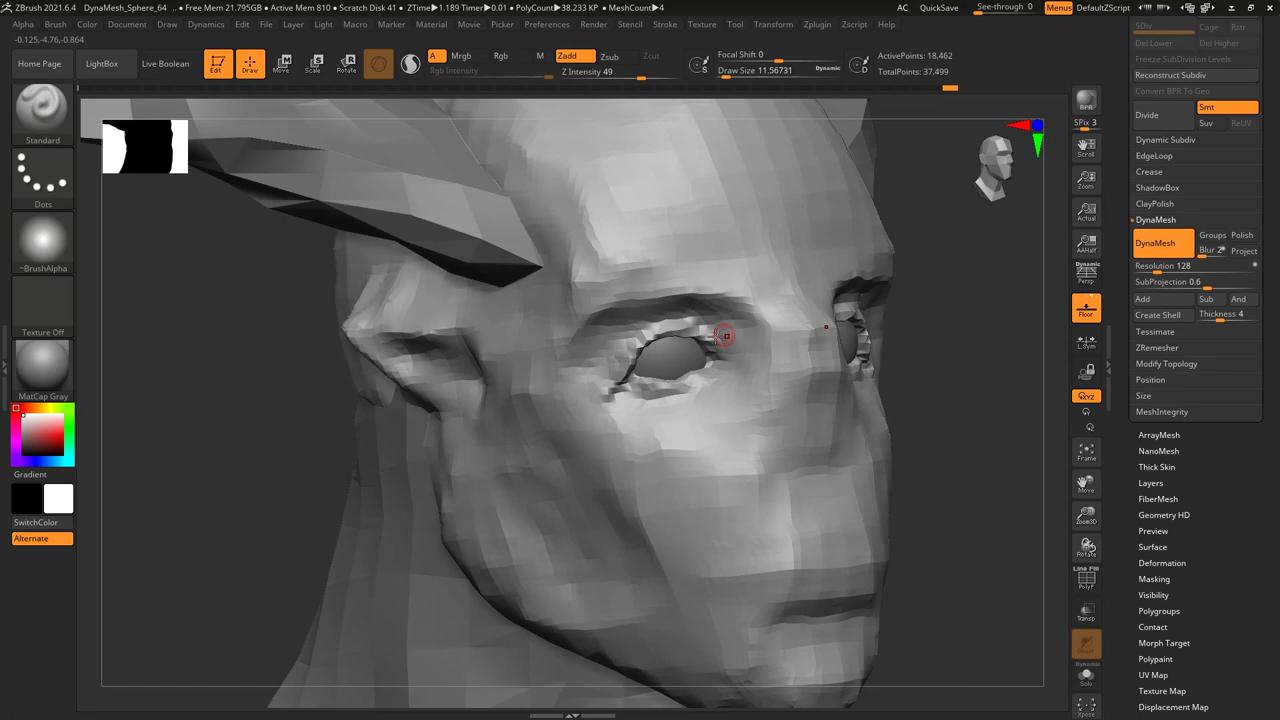 ZBrush 2021.6.4 DynaMesh_Sphere_64 .. • Free Mem 21.795GB • Active Mem 810 • Scratch Disk 41 • ZTime▶1.189 Timer▶0.01 • PolyCount▶38.233 KP • MeshCount▶4 AC QuickSave See-through 0 Menus DefaultZScript
Alpha Brush Color Document Draw Dynamics Edit File Layer Light Macro Marker Material Movie Picker Preferences Render Stencil Stroke Texture Tool Transform Zplugin Zscript Help
-0.125,-4.76,-0.864
Home Page LightBox Live Boolean Edit Draw Move Scale Rotate
A Mrgb Rgb M Zadd Zsub Zcut
Rgb Intensity Z Intensity 49
Focal Shift 0
Draw Size 11.56731 Dynamic
S D
ActivePoints: 18,462
TotalPoints: 37,499
Standard
Dots
~BrushAlpha
Texture Off
MatCap Gray
Gradient
SwitchColor
Alternate
BPR
SPix 3
Scroll
Zoom
Actual
AAHalf
Dynamic
Persp
Floor
L.Sym
XYZ
Frame
Move
Zoom3D
Rotate
Line Fill
PolyF
Transp
Dynamic
Solo
Xpose
SDiv Cage Rstr
Del Lower Del Higher
Freeze SubDivision Levels
Reconstruct Subdiv
Convert BPR To Geo
Divide Smt
Suv ReUV
Dynamic Subdiv
EdgeLoop
Crease
ShadowBox
ClayPolish
DynaMesh
DynaMesh Groups Polish
Blur 2 Project
Resolution 128
SubProjection 0.6
Add Sub And
Create Shell Thickness 4
Tessimate
ZRemesher
Modify Topology
Position
Size
MeshIntegrity
ArrayMesh
NanoMesh
Thick Skin
Layers
FiberMesh
Geometry HD
Preview
Surface
Deformation
Masking
Visibility
Polygroups
Contact
Morph Target
Polypaint
UV Map
Texture Map
Displacement Map